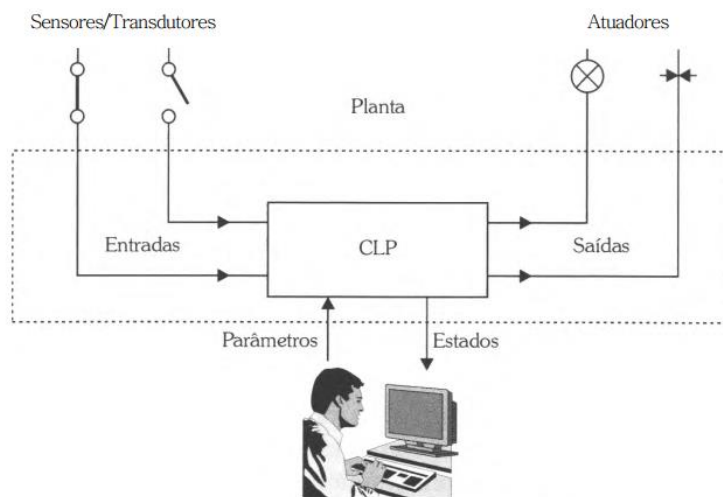 Sensores/Transdutores
Atuadores
Planta
Entradas
CLP
Saídas
Parâmetros
Estados